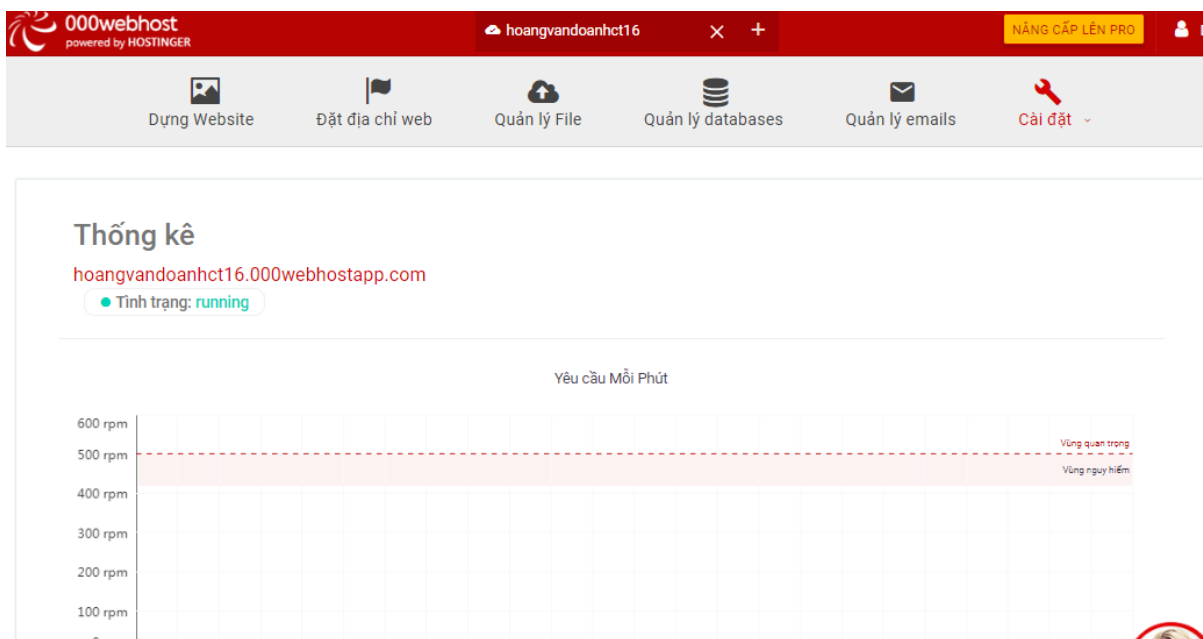 000webhost
powered by HOSTINGER
hoangvandoanhct16
NÂNG CẤP LÊN PRO
Dựng Website
Đặt địa chỉ web
Quản lý File
Quản lý databases
Quản lý emails
Cài đặt
Thống kê
hoangvandoanhct16.000webhostapp.com
Tình trạng: running
Yêu cầu Mỗi Phút
600 rpm
Vùng quan trọng
500 rpm
Vùng nguy hiểm
400 rpm
300 rpm
200 rpm
100 rpm